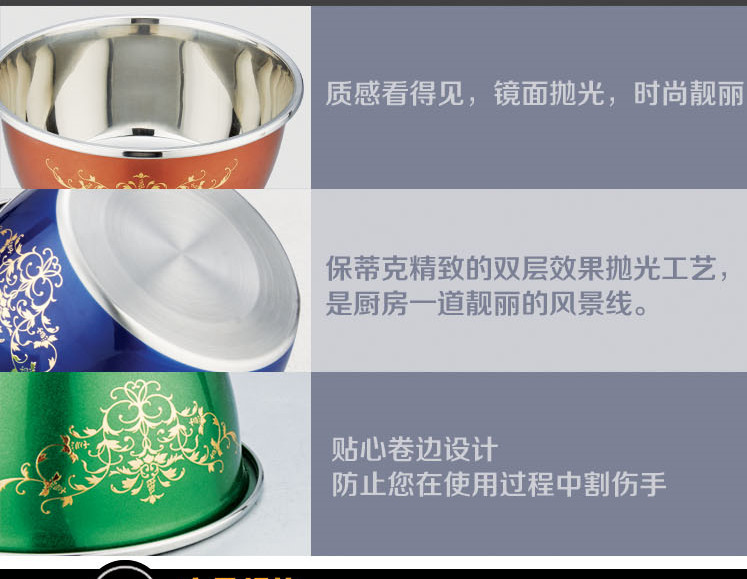 质感看得见，镜面抛光，时尚靓丽
保蒂克精致的双层效果抛光工艺，
是厨房一道靓丽的风景线。
贴心卷边设计
防止您在使用过程中割伤手